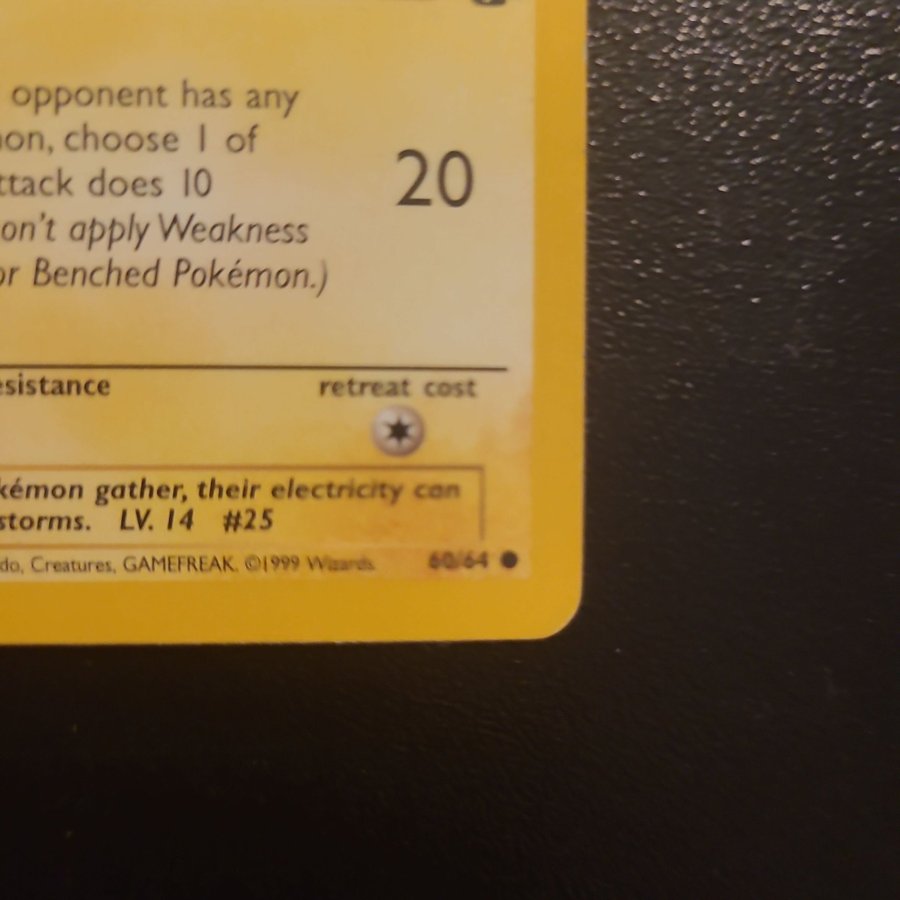 opponent has any
on, choose 1 of
ttack does 10
20
on't apply Weakness
or Benched Pokémon.)
esistance
retreat cost
kémon gather, their electricity can
storms. LV. 14 #25
do, Creatures, GAMEFREAK. ©1999 Wizards.
60/64